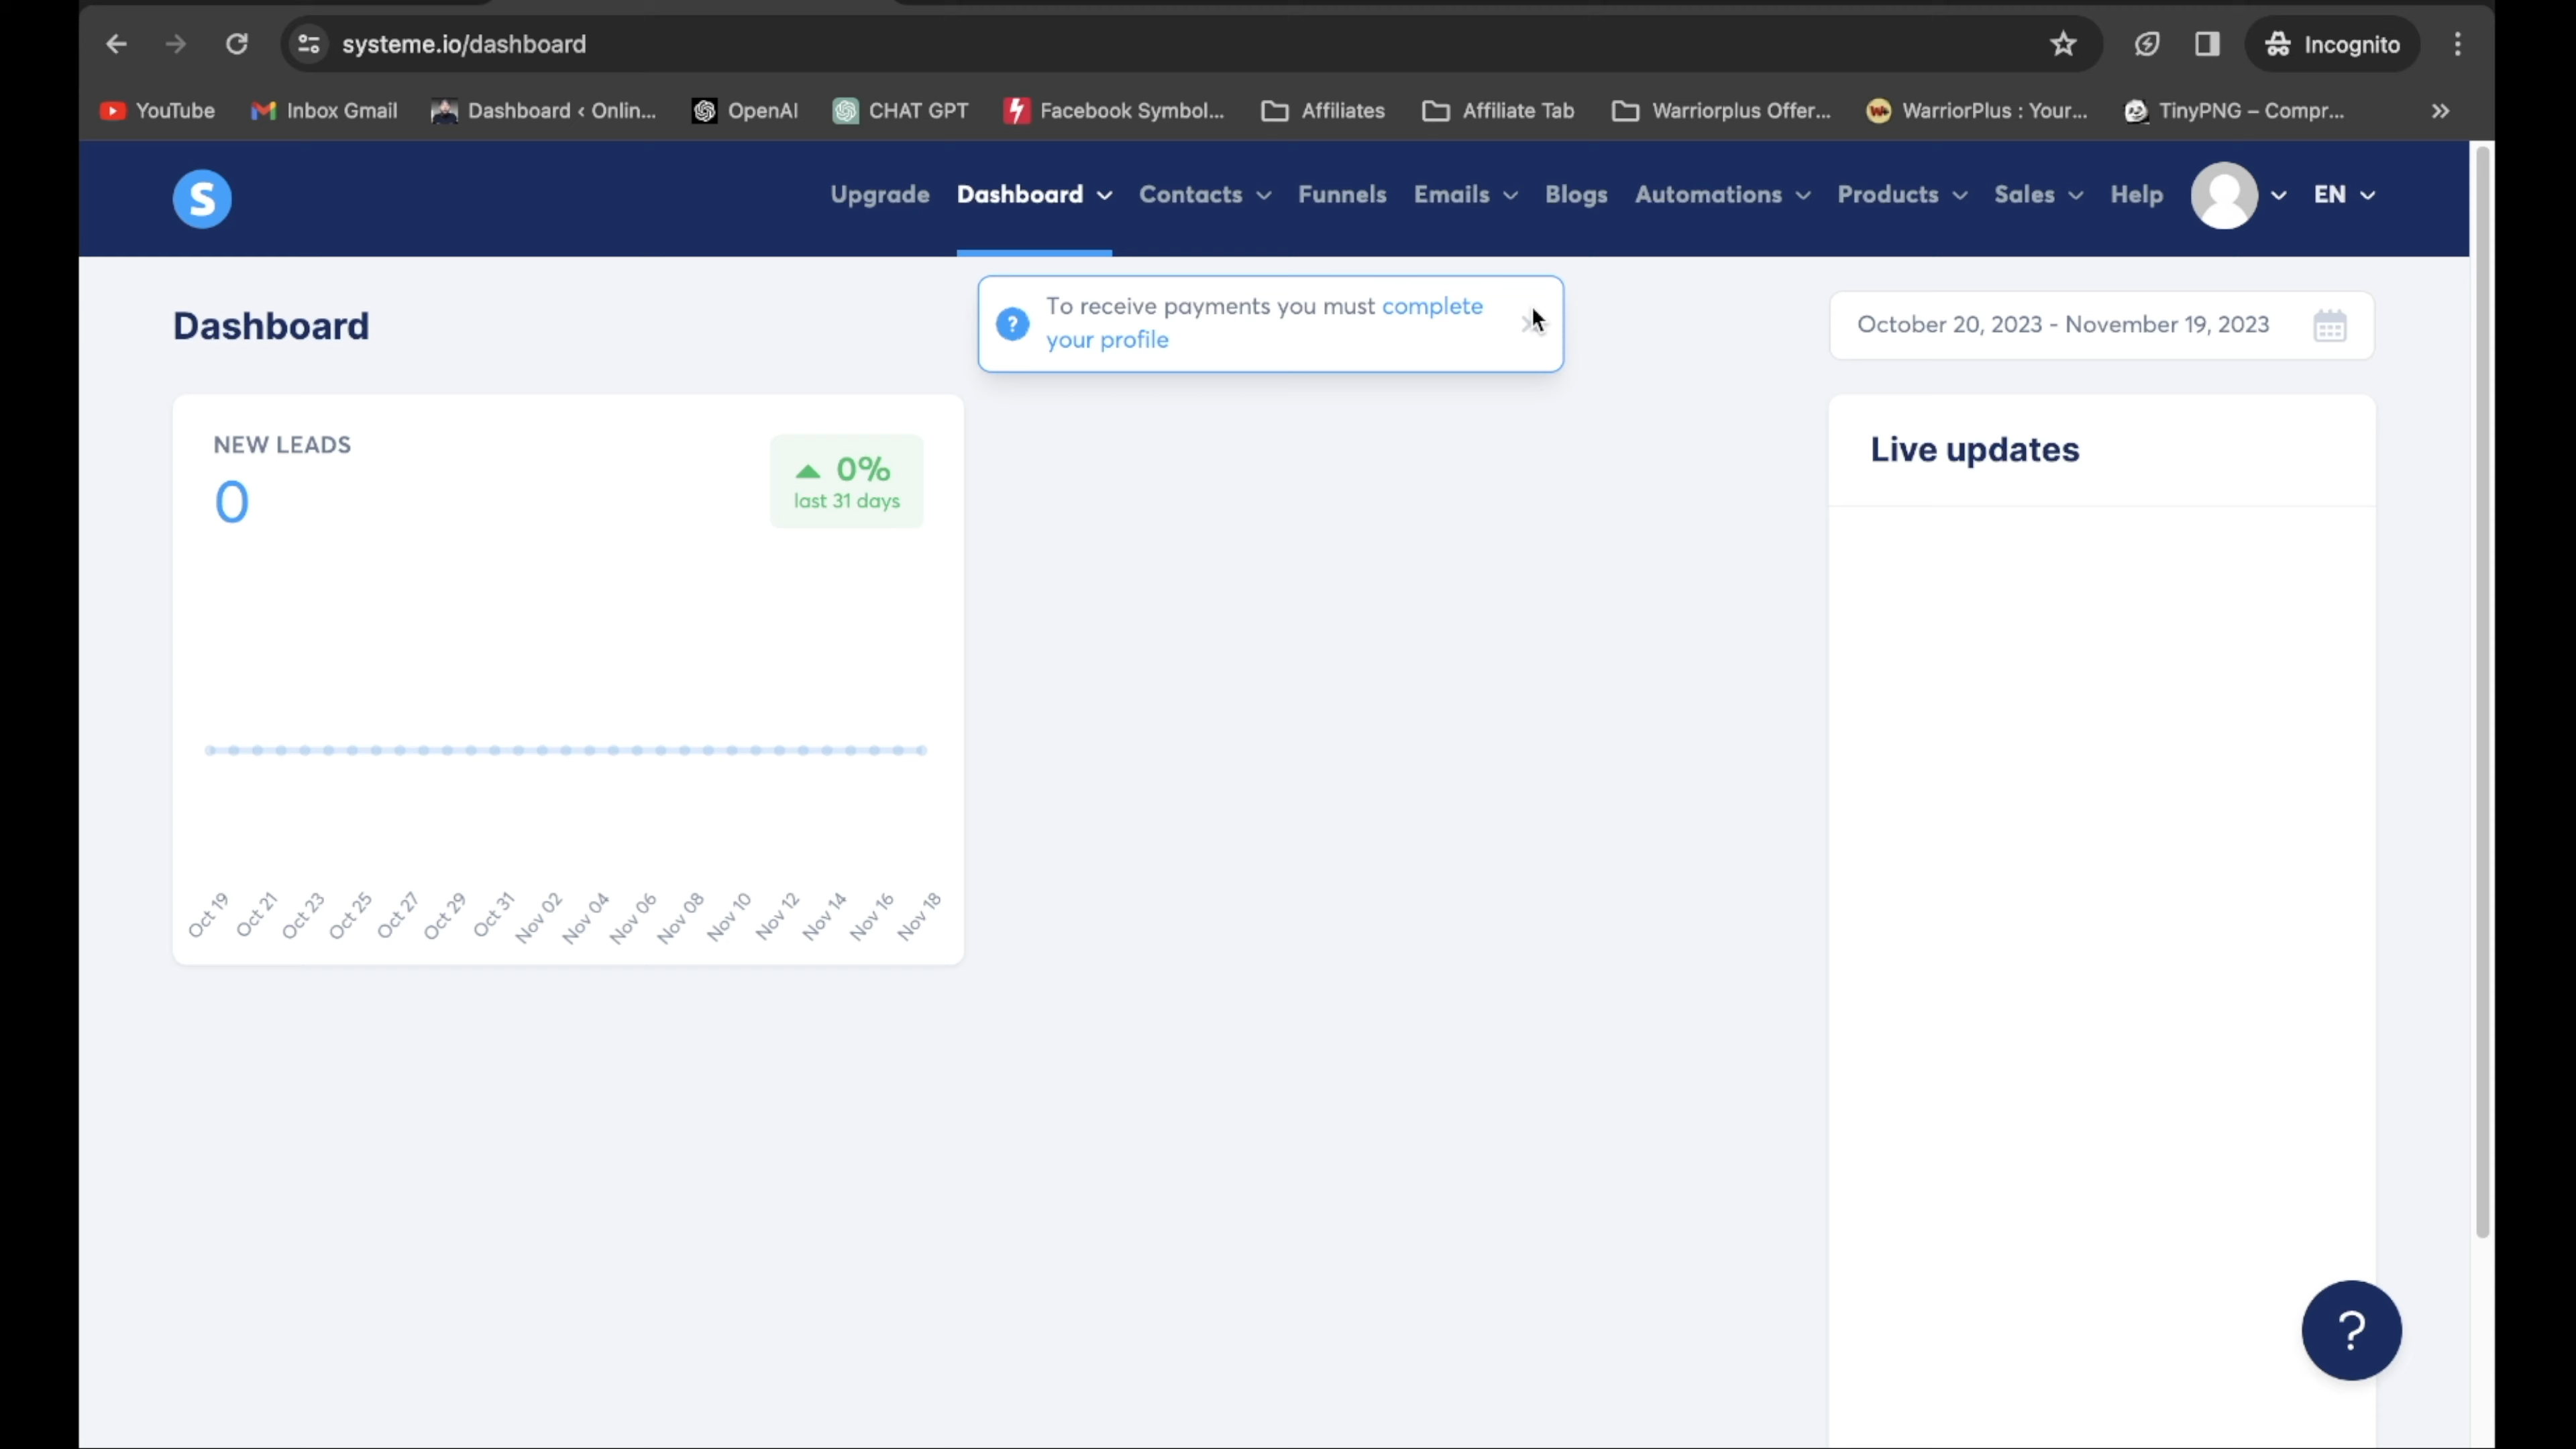 systeme.io/dashboard
Incognito
YouTube
Inbox Gmail
Dashboard ‹ Onlin...
OpenAI
CHAT GPT
Facebook Symbol...
Affiliates
Affiliate Tab
Warriorplus Offer...
WarriorPlus : Your...
TinyPNG – Compr...
S
Upgrade
Dashboard
Contacts
Funnels
Emails
Blogs
Automations
Products
Sales
Help
EN
Dashboard
? To receive payments you must complete
your profile
October 20, 2023 - November 19, 2023
NEW LEADS
0
0%
last 31 days
Oct 19
Oct 21
Oct 23
Oct 25
Oct 27
Oct 29
Oct 31
Nov 02
Nov 04
Nov 06
Nov 08
Nov 10
Nov 12
Nov 14
Nov 16
Nov 18
Live updates
?